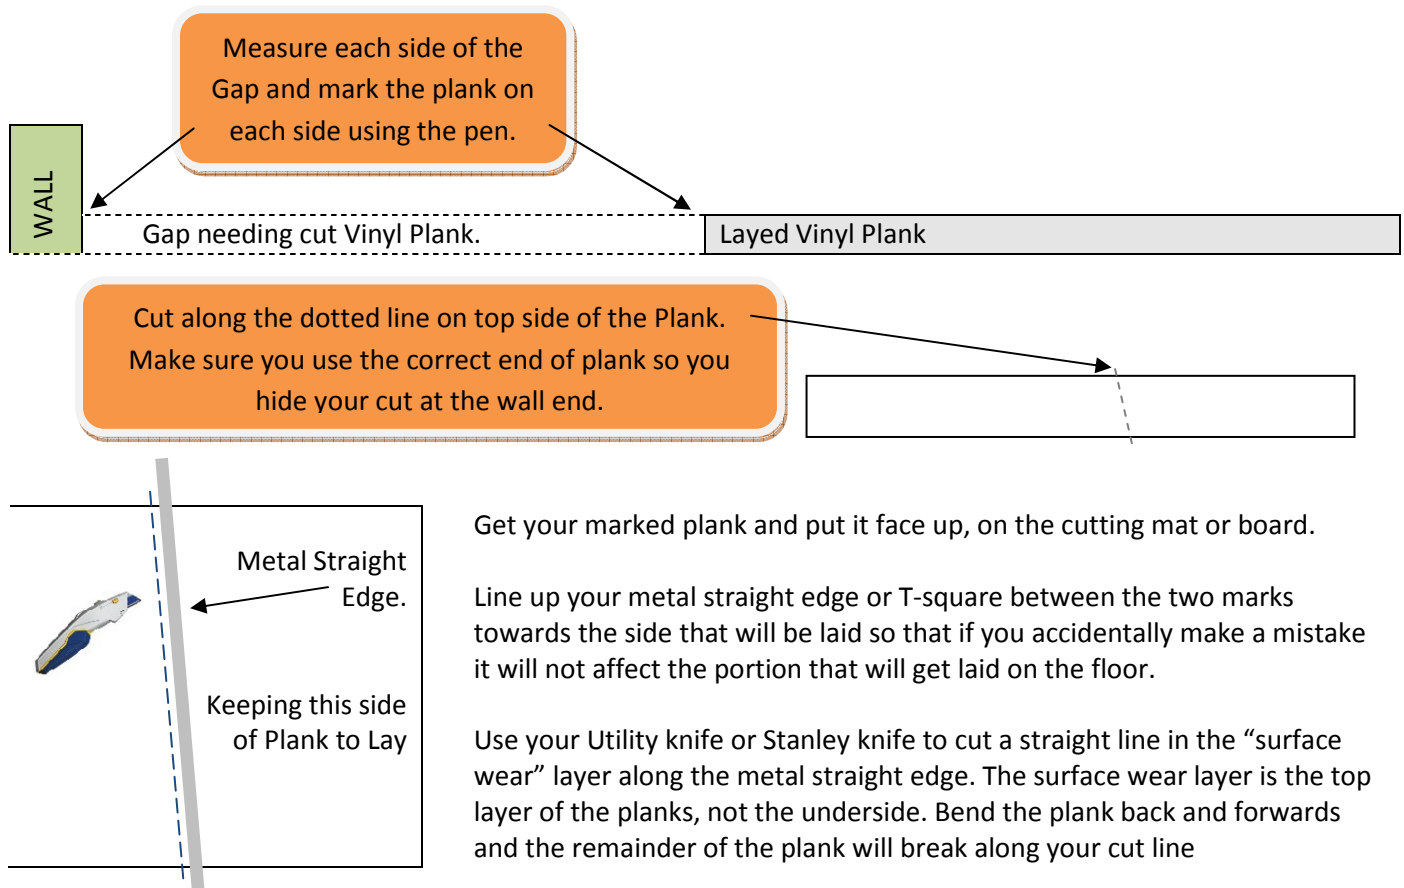 Measure each side of the
Gap and mark the plank on
each side using the pen.
WALL
Gap needing cut Vinyl Plank.
Layed Vinyl Plank
Cut along the dotted line on top side of the Plank.
Make sure you use the correct end of plank so you
hide your cut at the wall end.
Metal Straight
Edge.
Keeping this side
of Plank to Lay
Get your marked plank and put it face up, on the cutting mat or board.
Line up your metal straight edge or T-square between the two marks
towards the side that will be laid so that if you accidentally make a mistake
it will not affect the portion that will get laid on the floor.
Use your Utility knife or Stanley knife to cut a straight line in the “surface
wear” layer along the metal straight edge. The surface wear layer is the top
layer of the planks, not the underside. Bend the plank back and forwards
and the remainder of the plank will break along your cut line